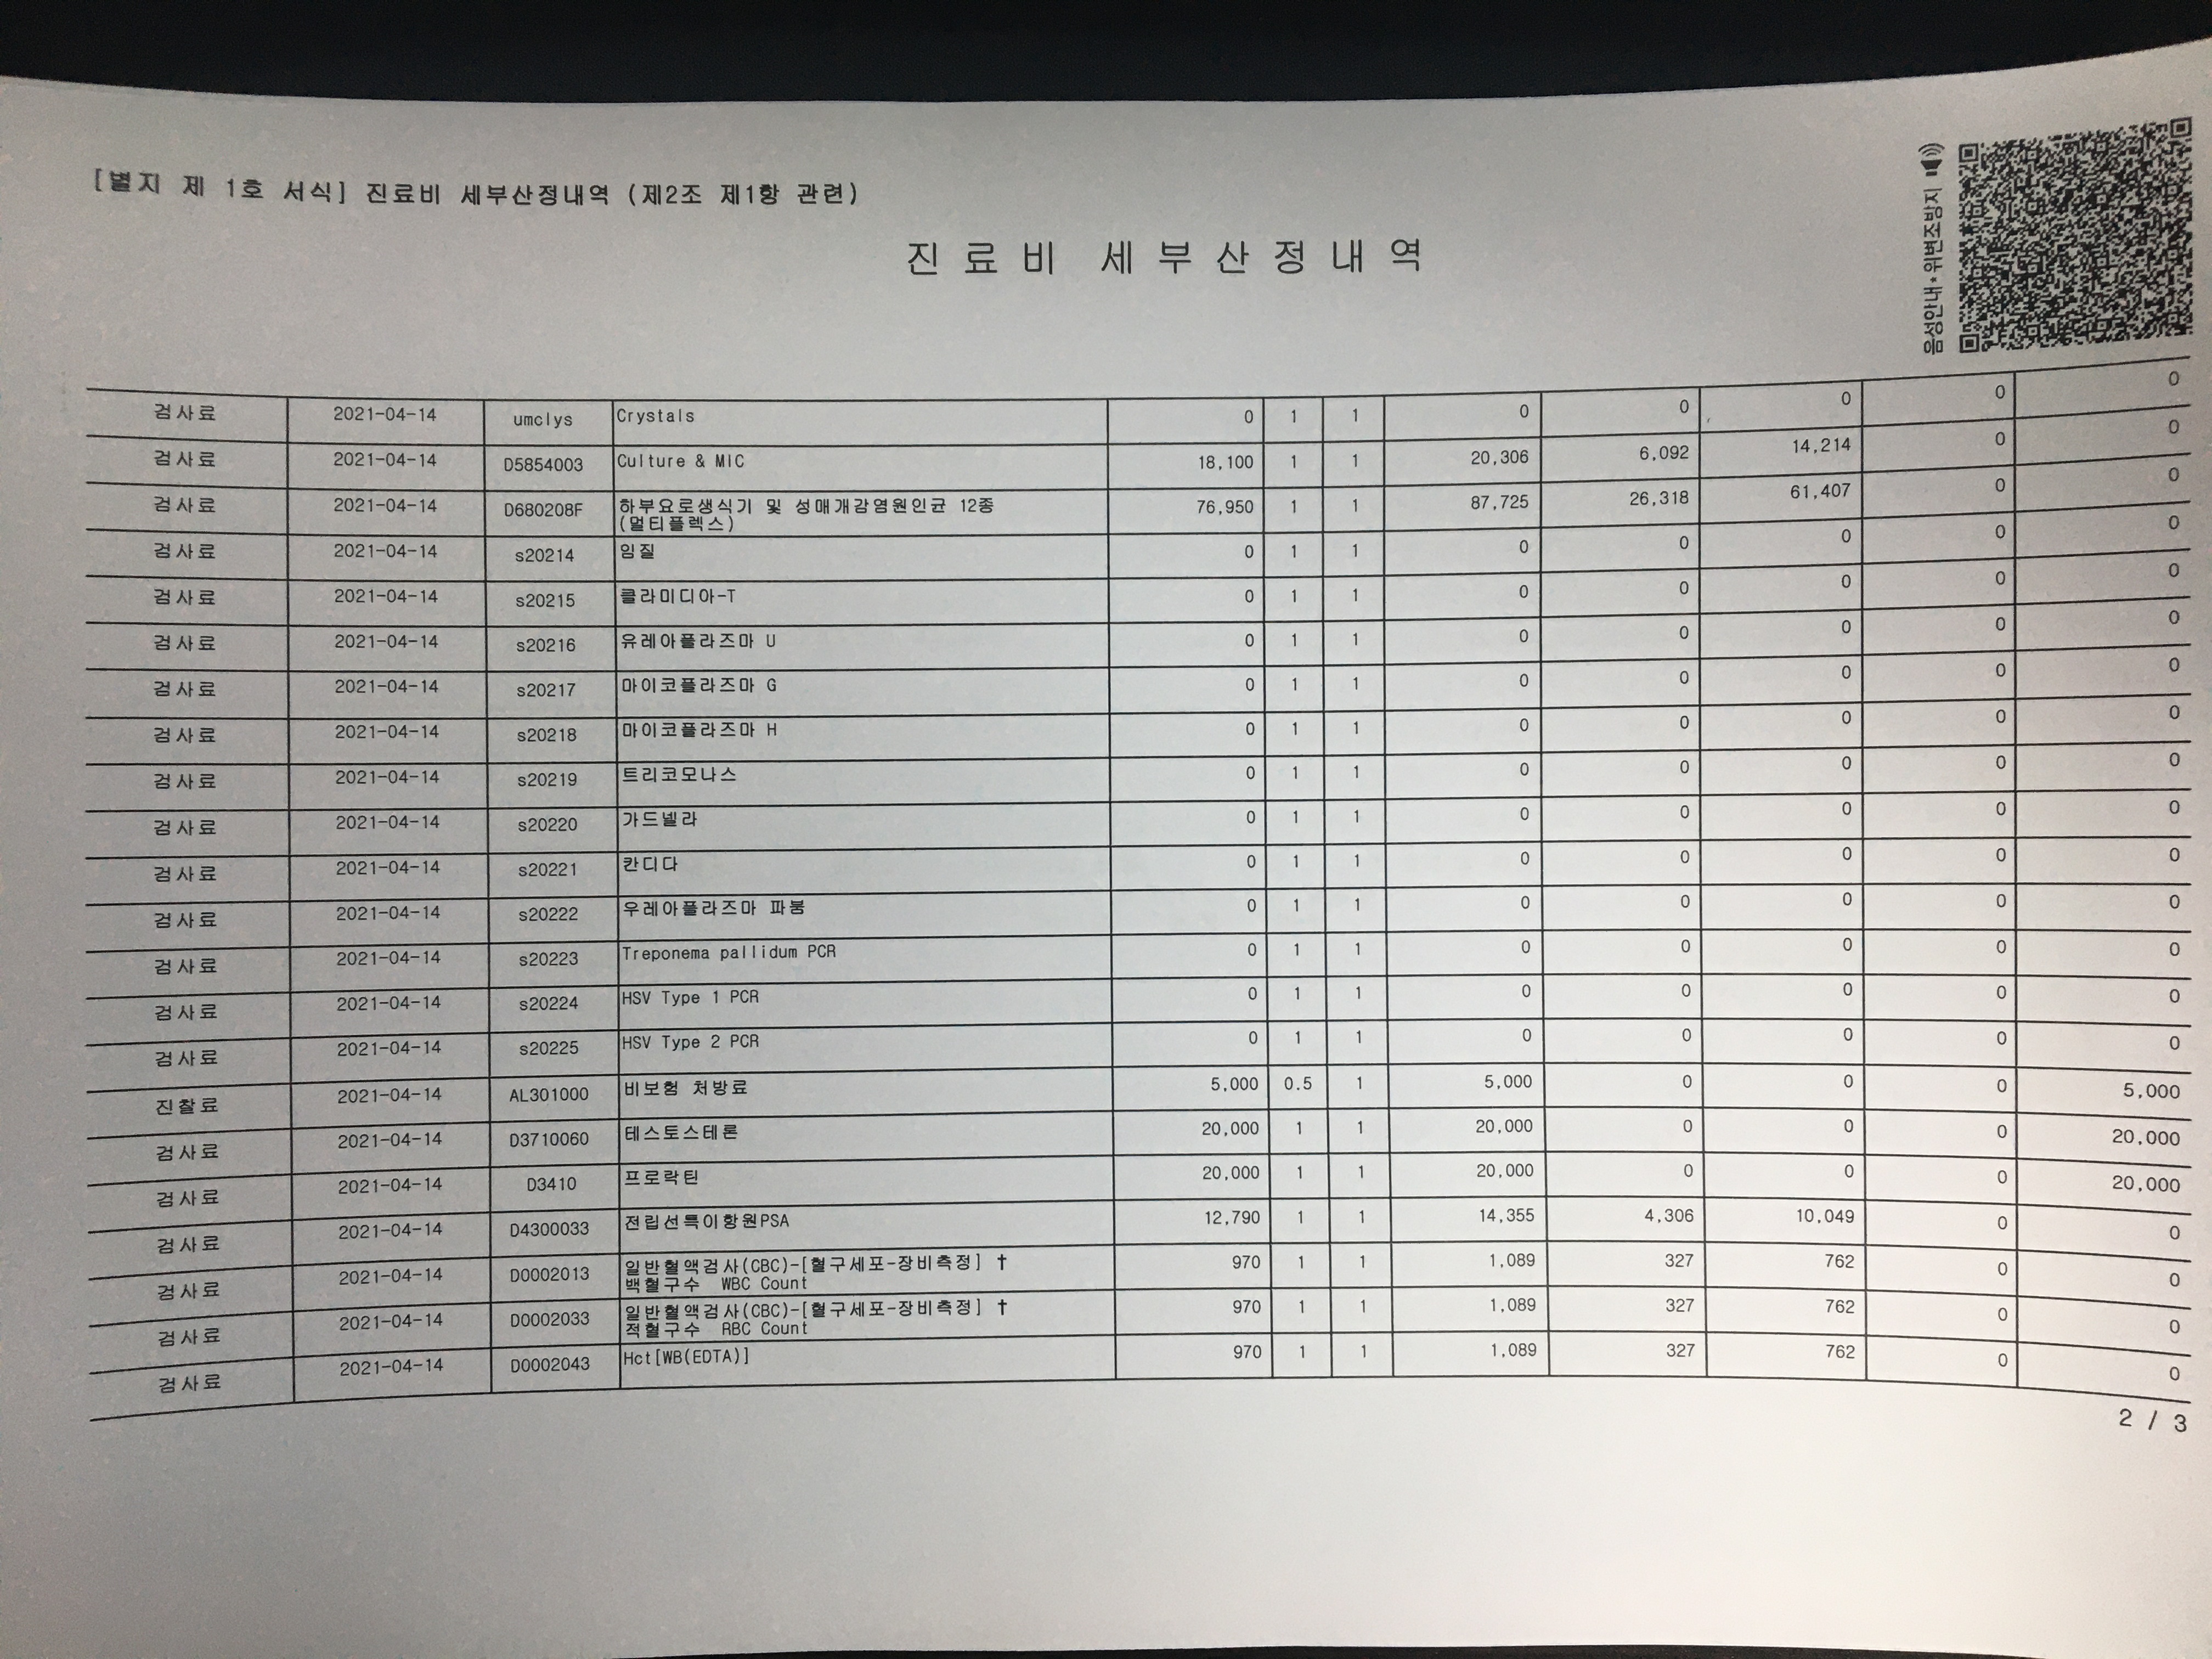 [별지 제 1호 서식] 진료비 세부산정내역 (제2조 제1항 관련)
음성안내·위변조방지
진 료 비 세 부 산 정 내 역
검사료 2021-04-14 umclys Crystals 0 1 1 0 0 0 0 0
검사료 2021-04-14 D5854003 Culture & MIC 18,100 1 1 20,306 6,092 14,214 0 0
검사료 2021-04-14 D680208F 하부요로생식기 및 성매개감염원인균 12종 (멀티플렉스) 76,950 1 1 87,725 26,318 61,407 0 0
검사료 2021-04-14 s20214 임질 0 1 1 0 0 0 0 0
검사료 2021-04-14 s20215 클라미디아-T 0 1 1 0 0 0 0 0
검사료 2021-04-14 s20216 유레아플라즈마 U 0 1 1 0 0 0 0 0
검사료 2021-04-14 s20217 마이코플라즈마 G 0 1 1 0 0 0 0 0
검사료 2021-04-14 s20218 마이코플라즈마 H 0 1 1 0 0 0 0 0
검사료 2021-04-14 s20219 트리코모나스 0 1 1 0 0 0 0 0
검사료 2021-04-14 s20220 가드넬라 0 1 1 0 0 0 0 0
검사료 2021-04-14 s20221 칸디다 0 1 1 0 0 0 0 0
검사료 2021-04-14 s20222 우레아플라즈마 파붐 0 1 1 0 0 0 0 0
검사료 2021-04-14 s20223 Treponema pallidum PCR 0 1 1 0 0 0 0 0
검사료 2021-04-14 s20224 HSV Type 1 PCR 0 1 1 0 0 0 0 0
검사료 2021-04-14 s20225 HSV Type 2 PCR 0 1 1 0 0 0 0 0
진찰료 2021-04-14 AL301000 비보험 처방료 5,000 0.5 1 5,000 0 0 0 5,000
검사료 2021-04-14 D3710060 테스토스테론 20,000 1 1 20,000 0 0 0 20,000
검사료 2021-04-14 D3410 프로락틴 20,000 1 1 20,000 0 0 0 20,000
검사료 2021-04-14 D4300033 전립선특이항원PSA 12,790 1 1 14,355 4,306 10,049 0 0
검사료 2021-04-14 D0002013 일반혈액검사(CBC)-[혈구세포-장비측정] † 백혈구수 WBC Count 970 1 1 1,089 327 762 0 0
검사료 2021-04-14 D0002033 일반혈액검사(CBC)-[혈구세포-장비측정] † 적혈구수 RBC Count 970 1 1 1,089 327 762 0 0
검사료 2021-04-14 D0002043 Hct[WB(EDTA)] 970 1 1 1,089 327 762 0 0
2 / 3